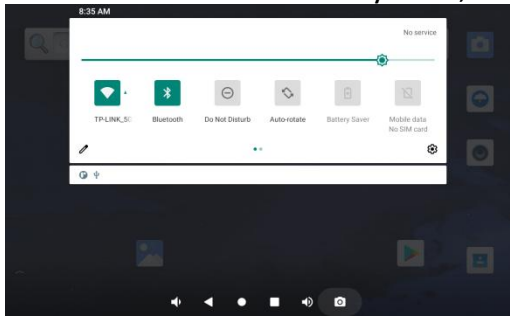 8:35 AM
No service
TP-LINK_5
Bluetooth
Do Not Disturb
Auto-rotate
Battery Saver
Mobile data
No SIM card